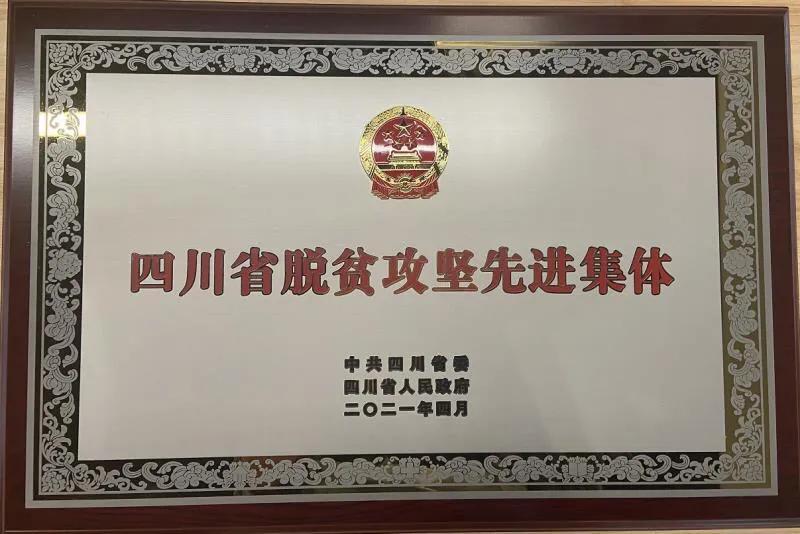 四川省脱贫攻坚先进集体
中共四川省委
四川省人民政府
二〇二一年四月